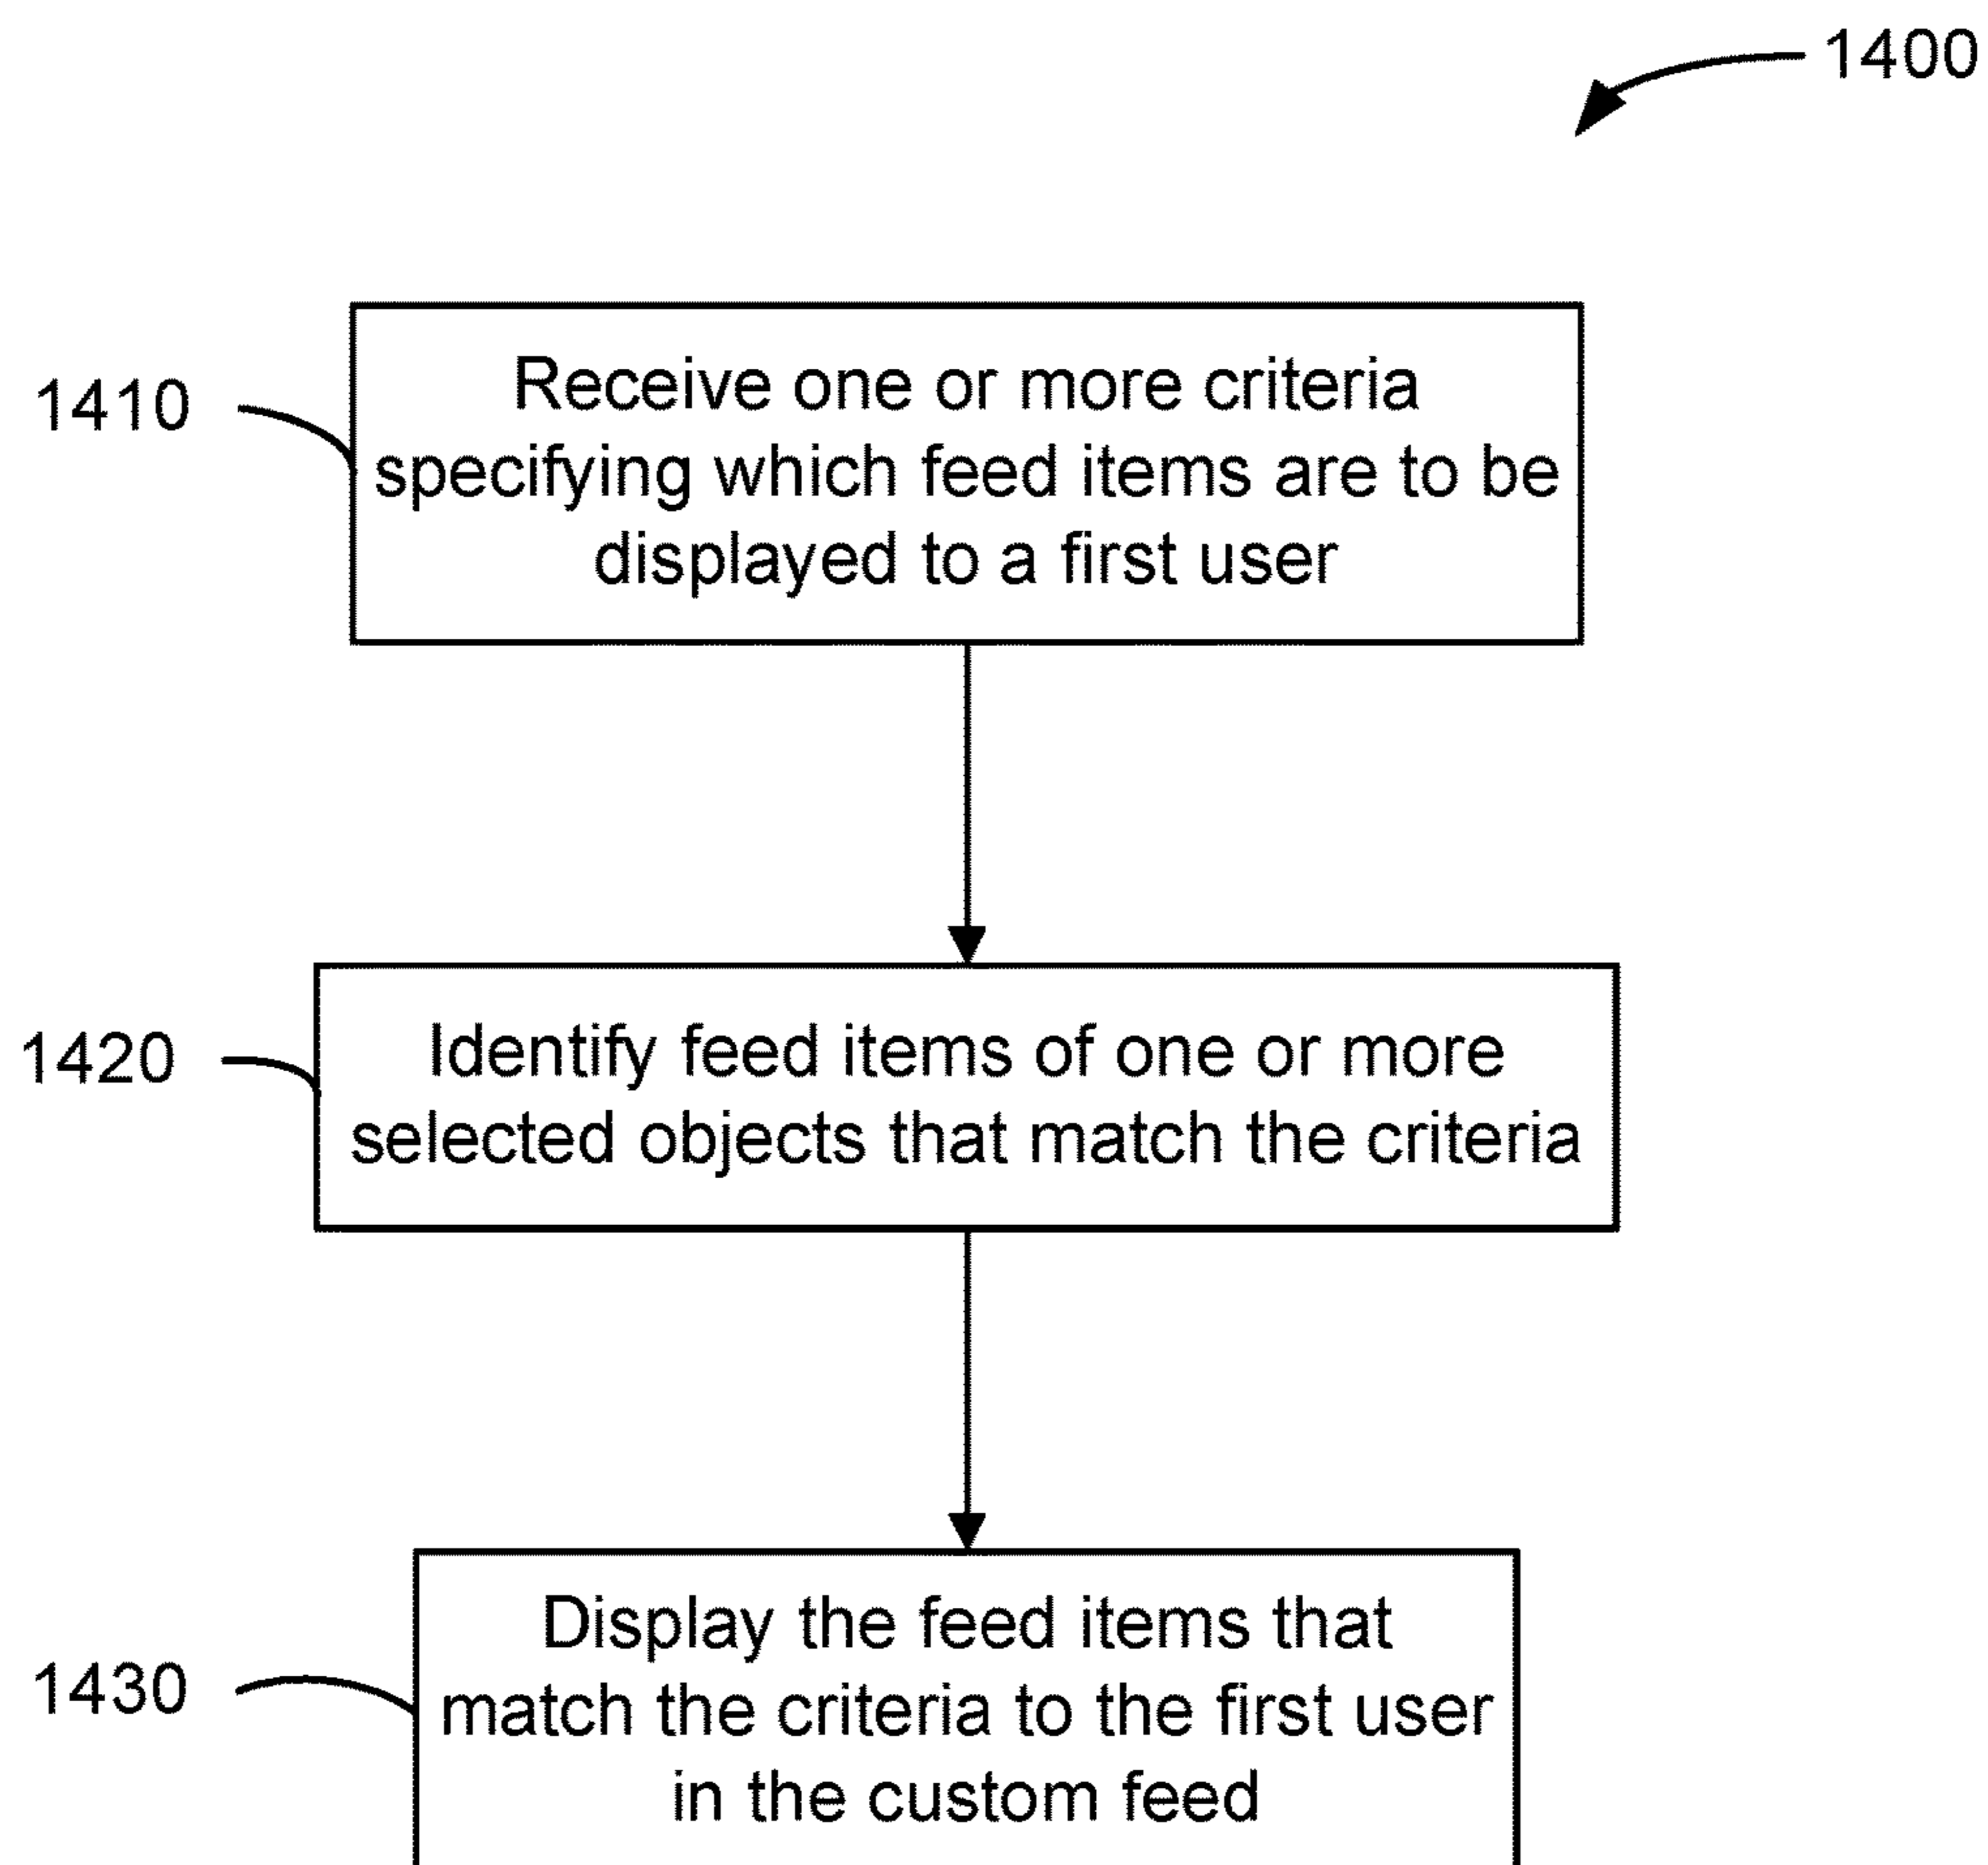 1400
1410
Receive one or more criteria
specifying which feed items are to be
displayed to a first user
1420
Identify feed items of one or more
selected objects that match the criteria
1430
Display the feed items that
match the criteria to the first user
in the custom feed